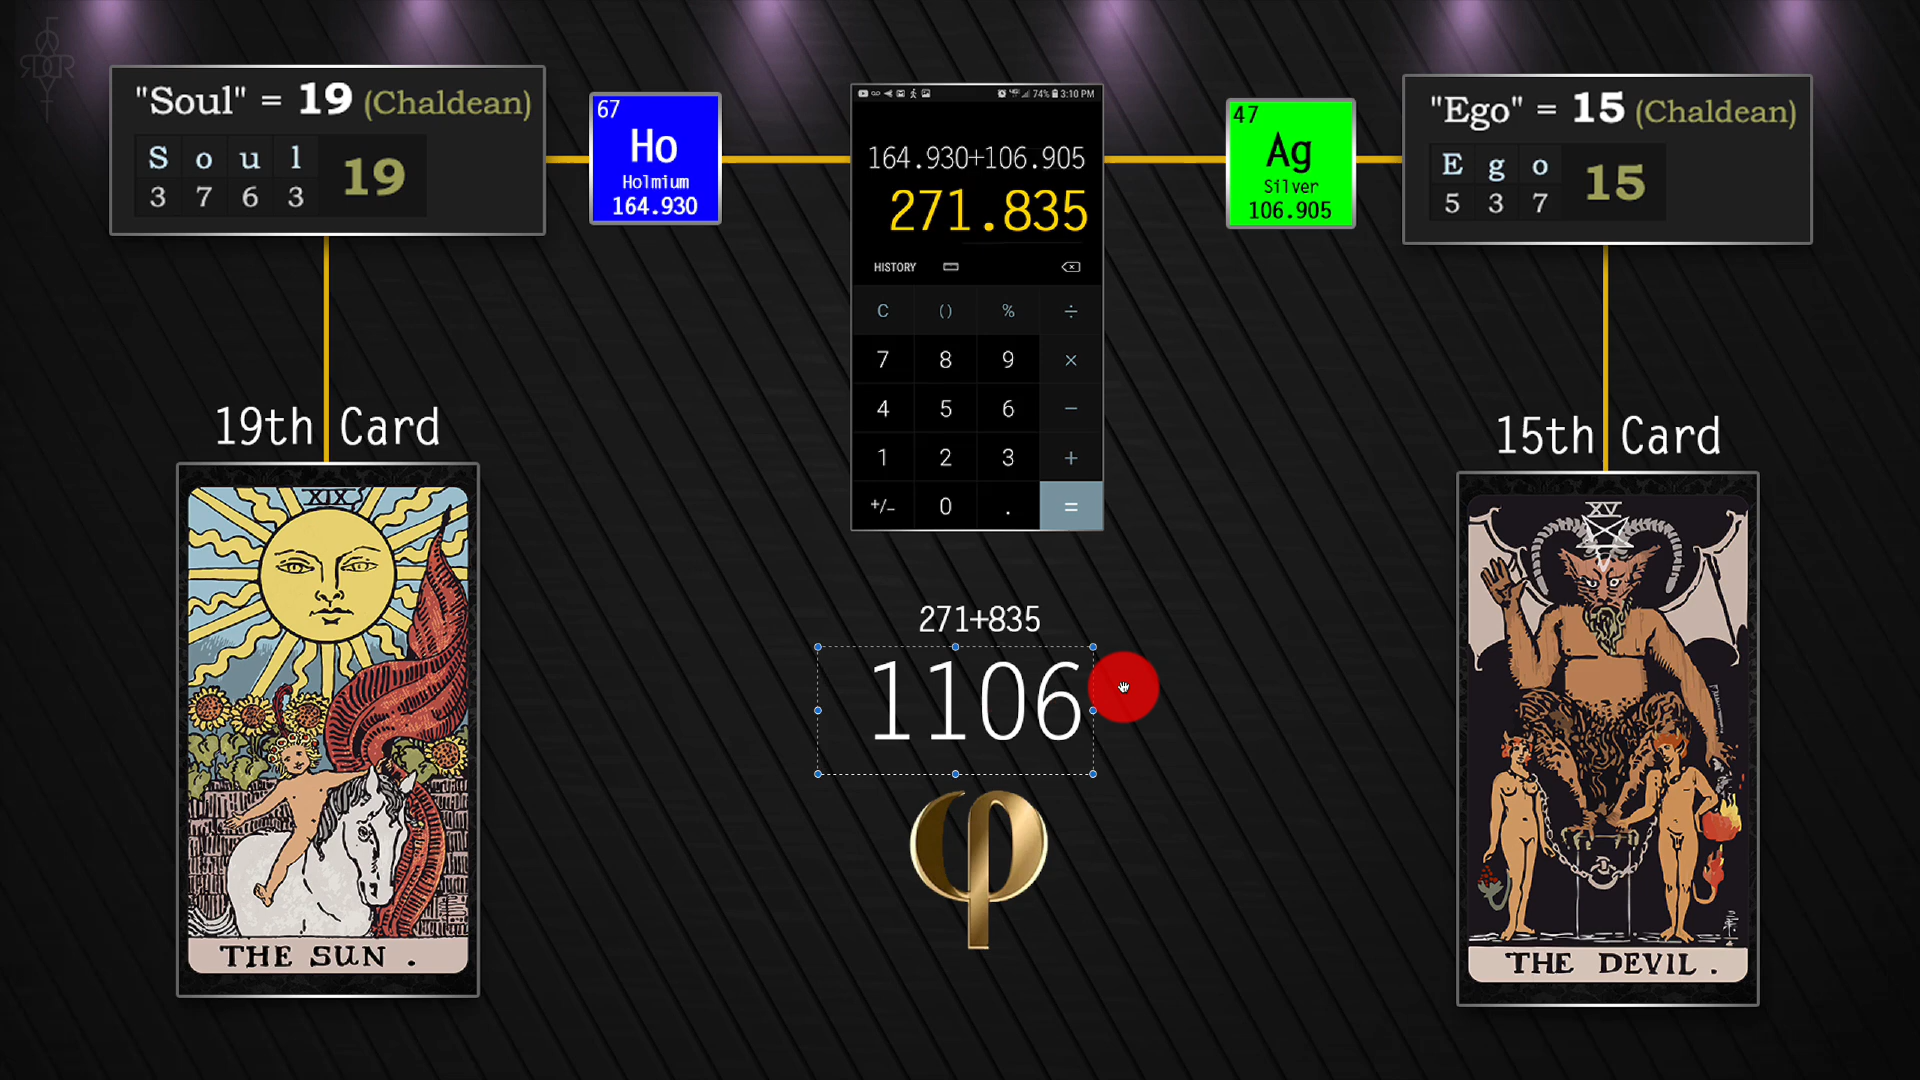 "Soul" = 19 (Chaldean)
S o u l
19
3 7 6 3
67
Ho
Holmium
164.930
74% 3:10 PM
164.930+106.905
271.835
HISTORY
C () % ÷
7 8 9 ×
4 5 6 −
1 2 3 +
+/− 0 . =
47
Ag
Silver
106.905
"Ego" = 15 (Chaldean)
E g o
15
5 3 7
19th Card
XIX
THE SUN .
271+835
1106
φ
15th Card
XV
THE DEVIL .